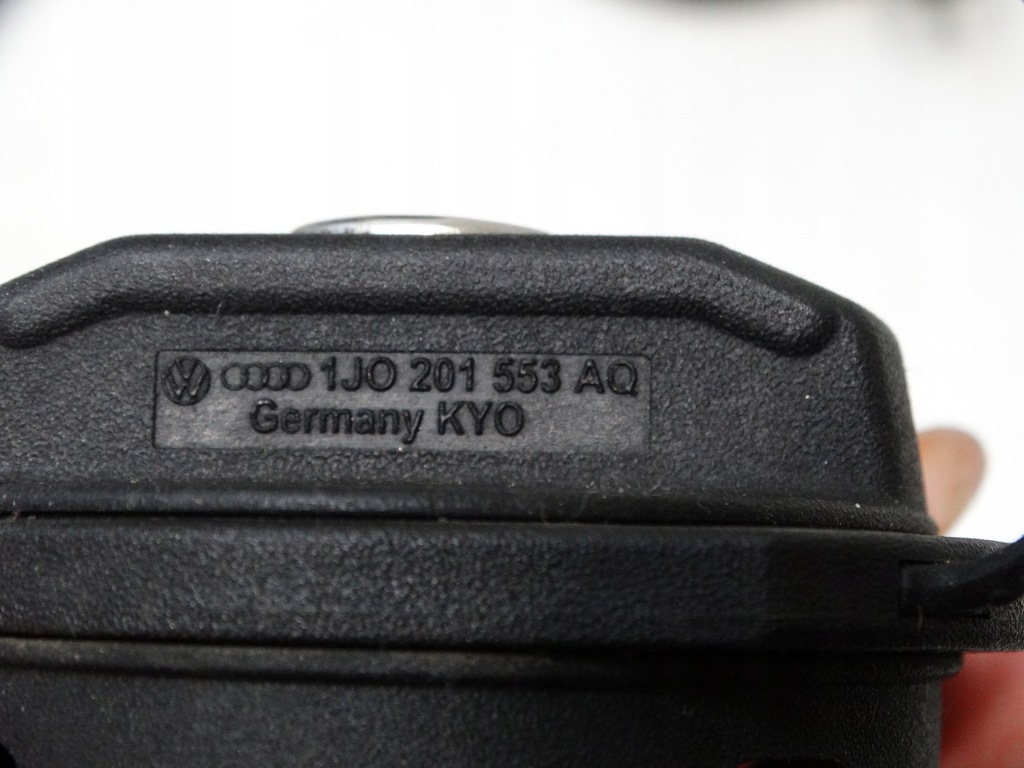 1JO 201 553 AQ
Germany KYO